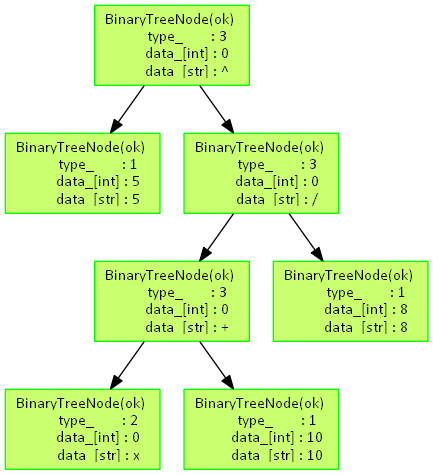 BinaryTreeNode(ok)
type_ : 3
data_[int] : 0
data_[str] : ^
BinaryTreeNode(ok)
type_ : 1
data_[int] : 5
data_[str] : 5
BinaryTreeNode(ok)
type_ : 3
data_[int] : 0
data_[str] : /
BinaryTreeNode(ok)
type_ : 3
data_[int] : 0
data_[str] : +
BinaryTreeNode(ok)
type_ : 1
data_[int] : 8
data_[str] : 8
BinaryTreeNode(ok)
type_ : 2
data_[int] : 0
data_[str] : x
BinaryTreeNode(ok)
type_ : 1
data_[int] : 10
data_[str] : 10